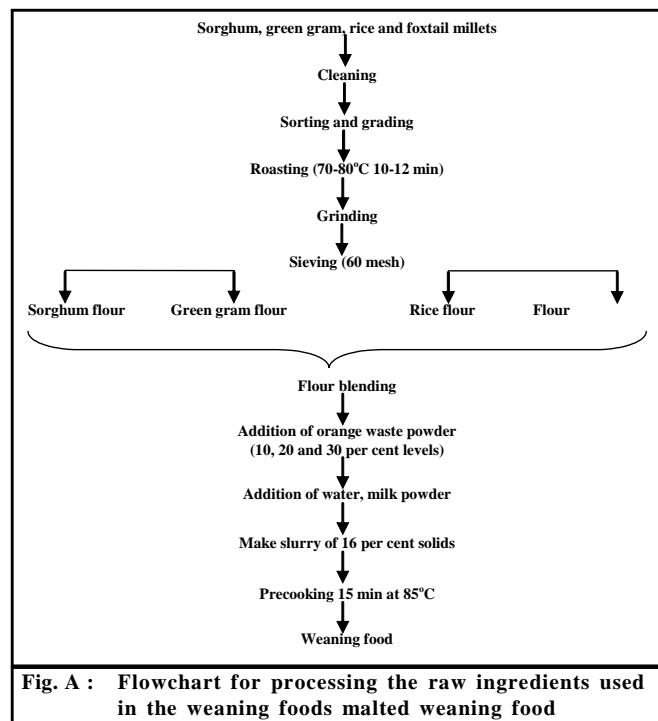 Sorghum, green gram, rice and foxtail millets
Cleaning
Sorting and grading
Roasting (70-80°C 10-12 min)
Grinding
Sieving (60 mesh)
Sorghum flour Green gram flour Rice flour Flour
Flour blending
Addition of orange waste powder
(10, 20 and 30 per cent levels)
Addition of water, milk powder
Make slurry of 16 per cent solids
Precooking 15 min at 85°C
Weaning food
Fig. A : Flowchart for processing the raw ingredients used
in the weaning foods malted weaning food